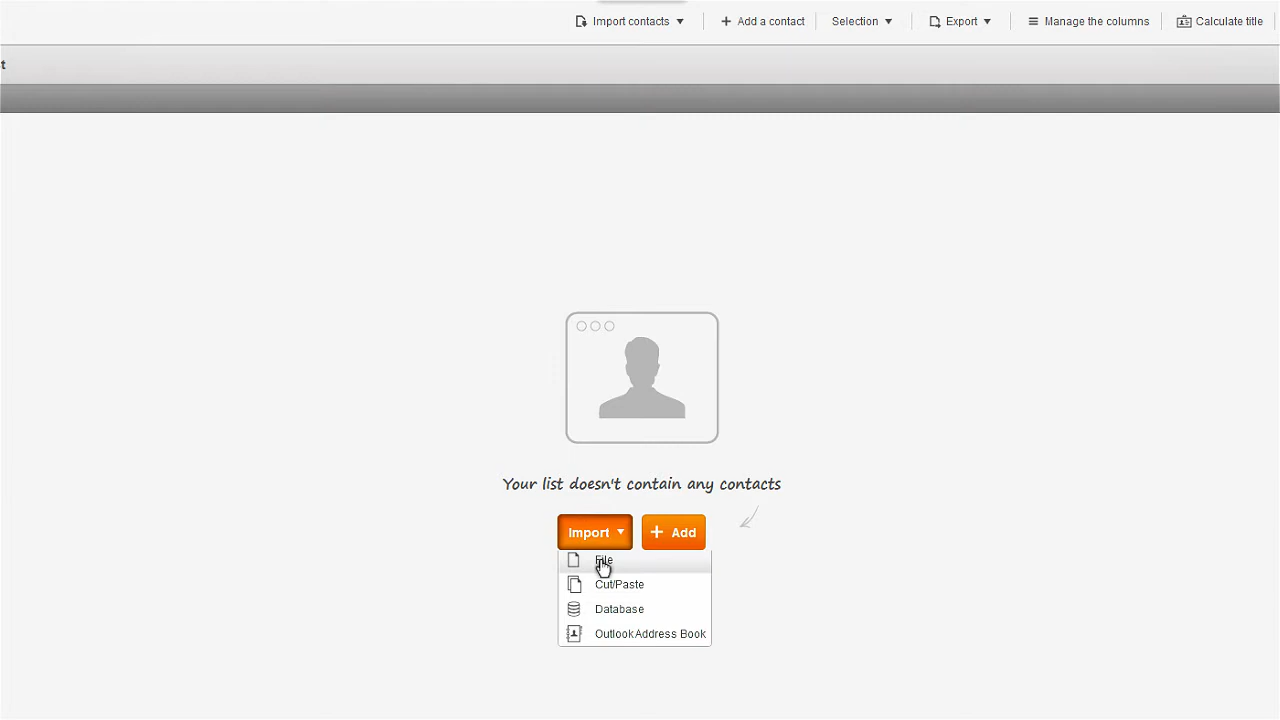 Import contacts
Add a contact
Selection
Export
Manage the columns
Calculate title
t
Your list doesn't contain any contacts
Import
+ Add
File
Cut/Paste
Database
Outlook Address Book